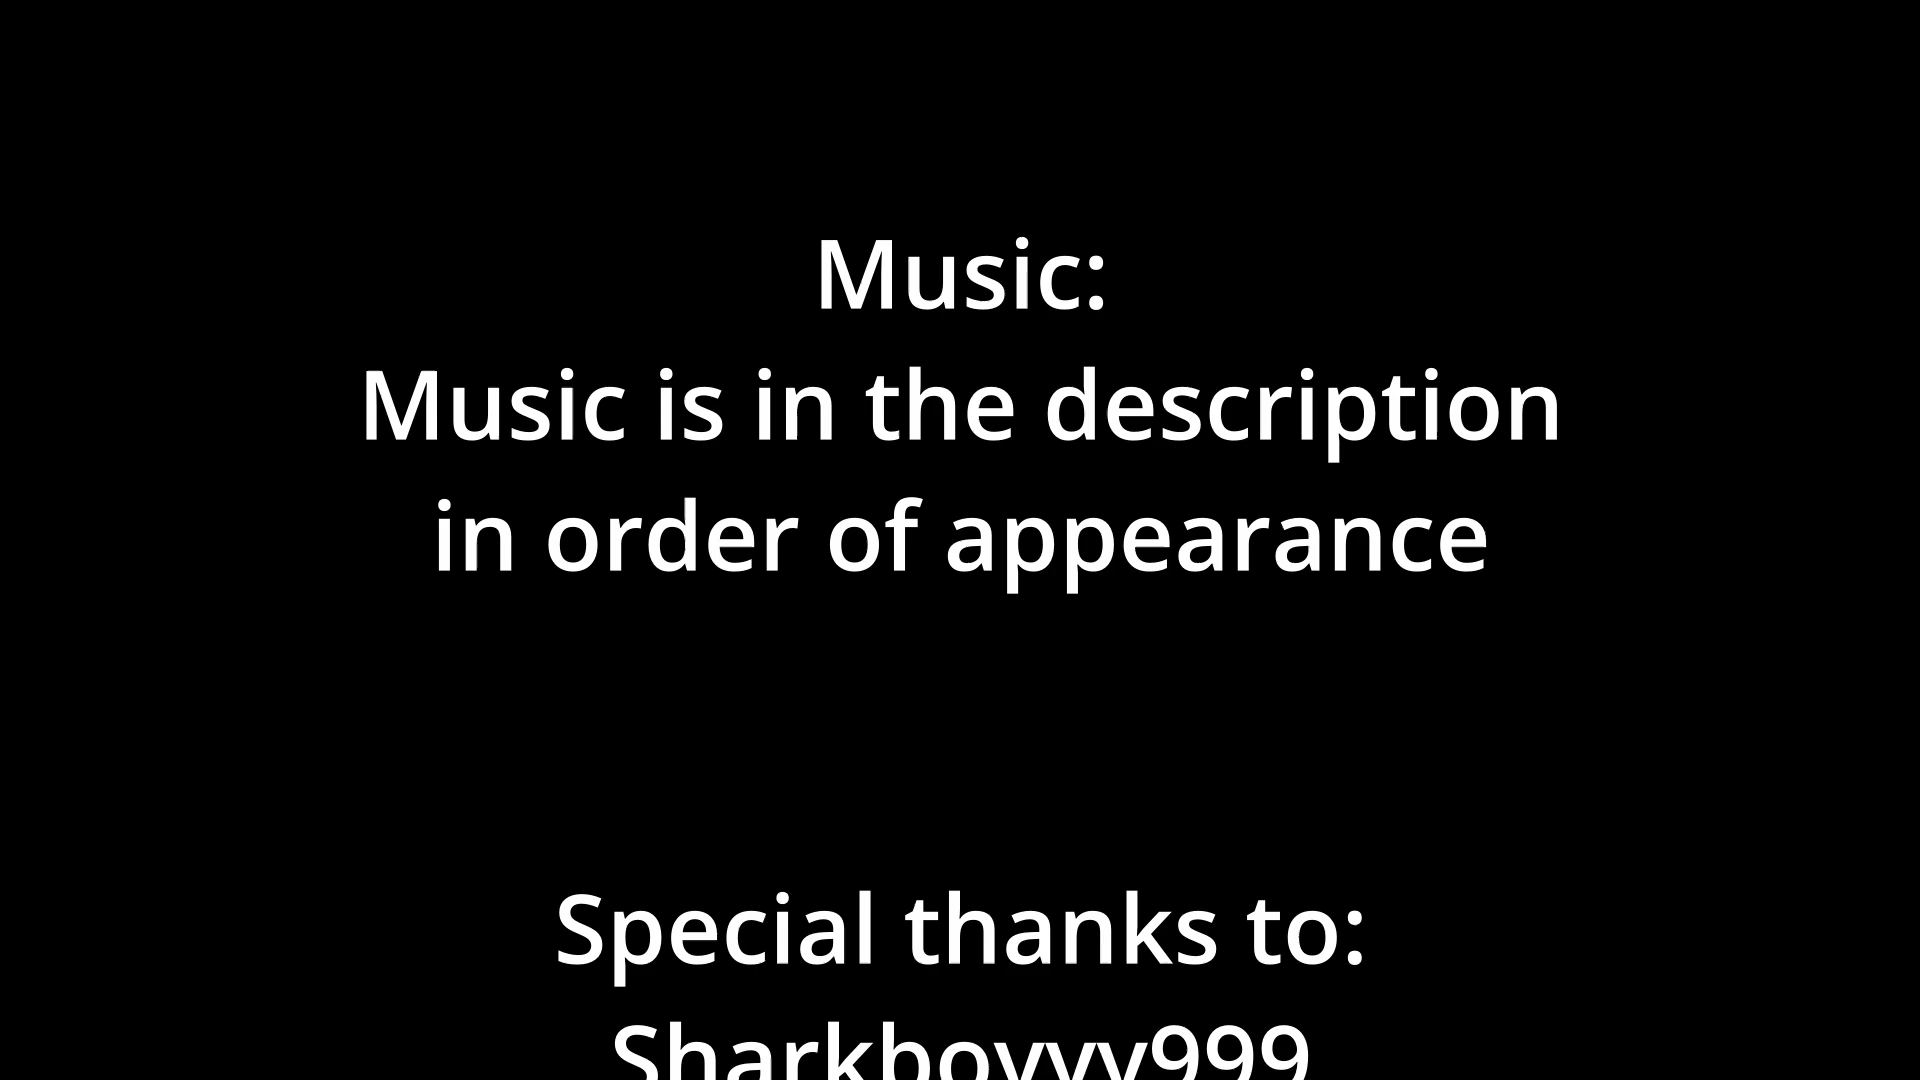 Music:
Music is in the description
in order of appearance
Special thanks to:
Sharkboyyy999